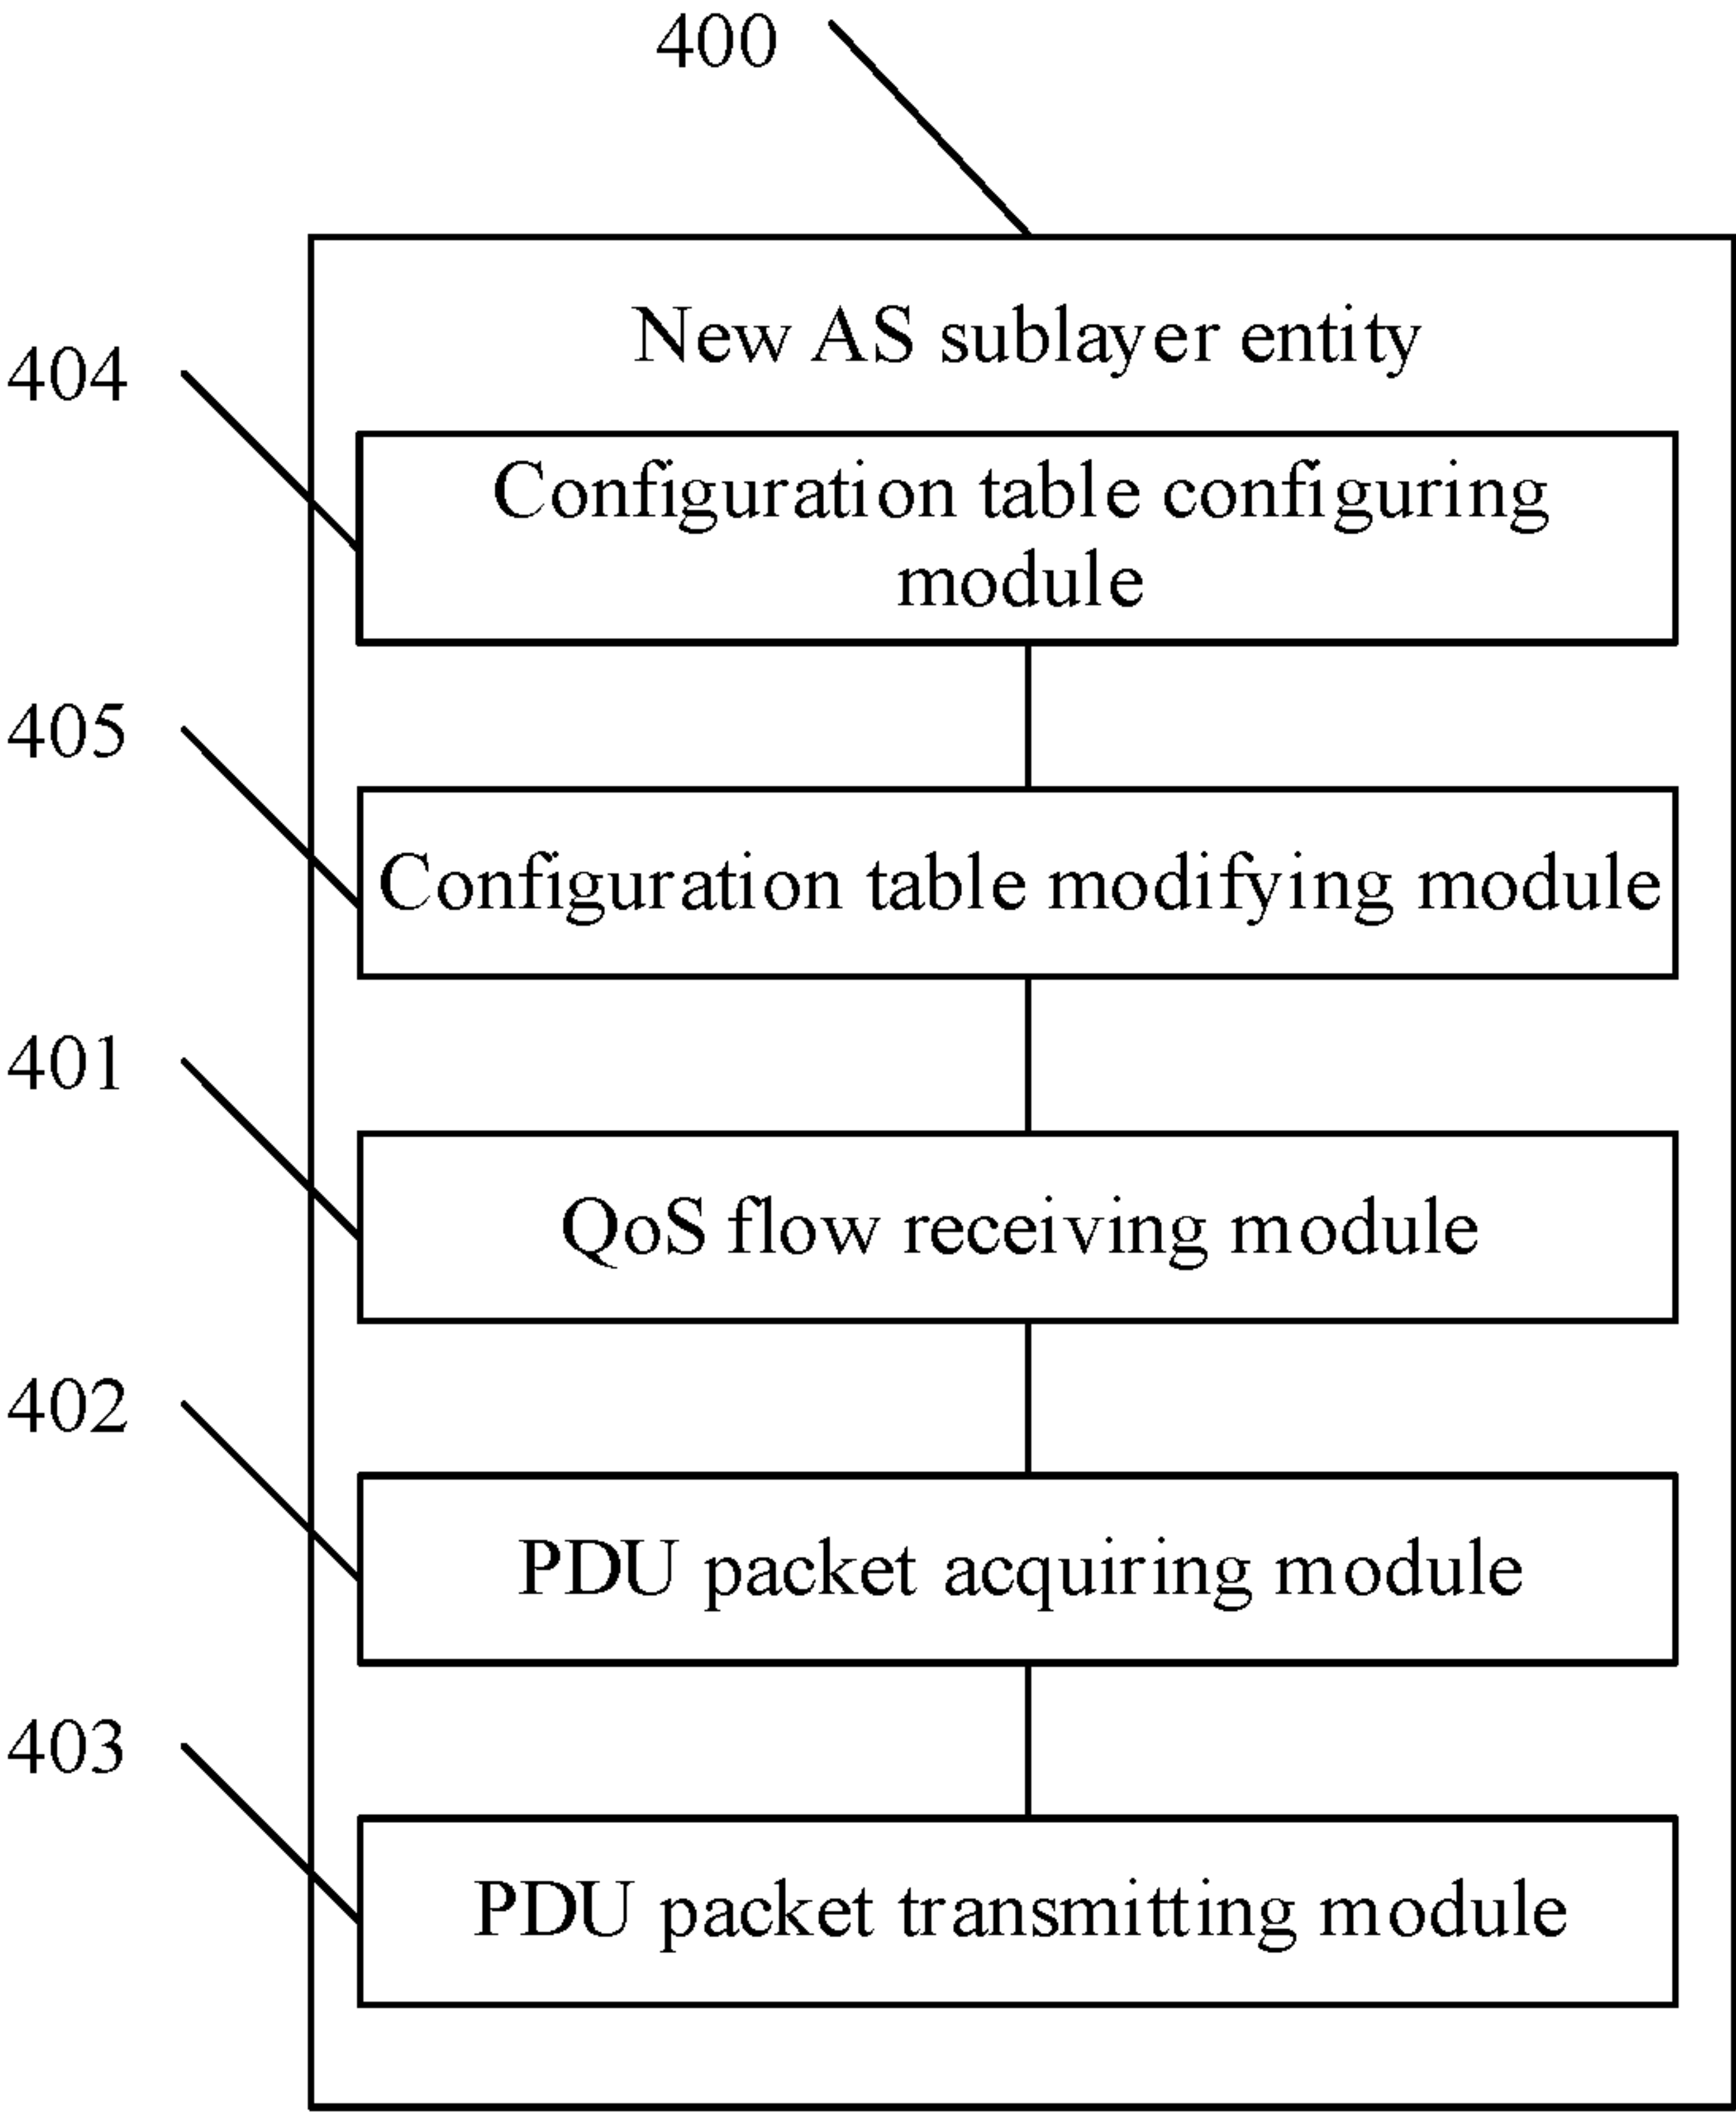 400
New AS sublayer entity
404
Configuration table configuring
module
405
Configuration table modifying module
401
QoS flow receiving module
402
PDU packet acquiring module
403
PDU packet transmitting module